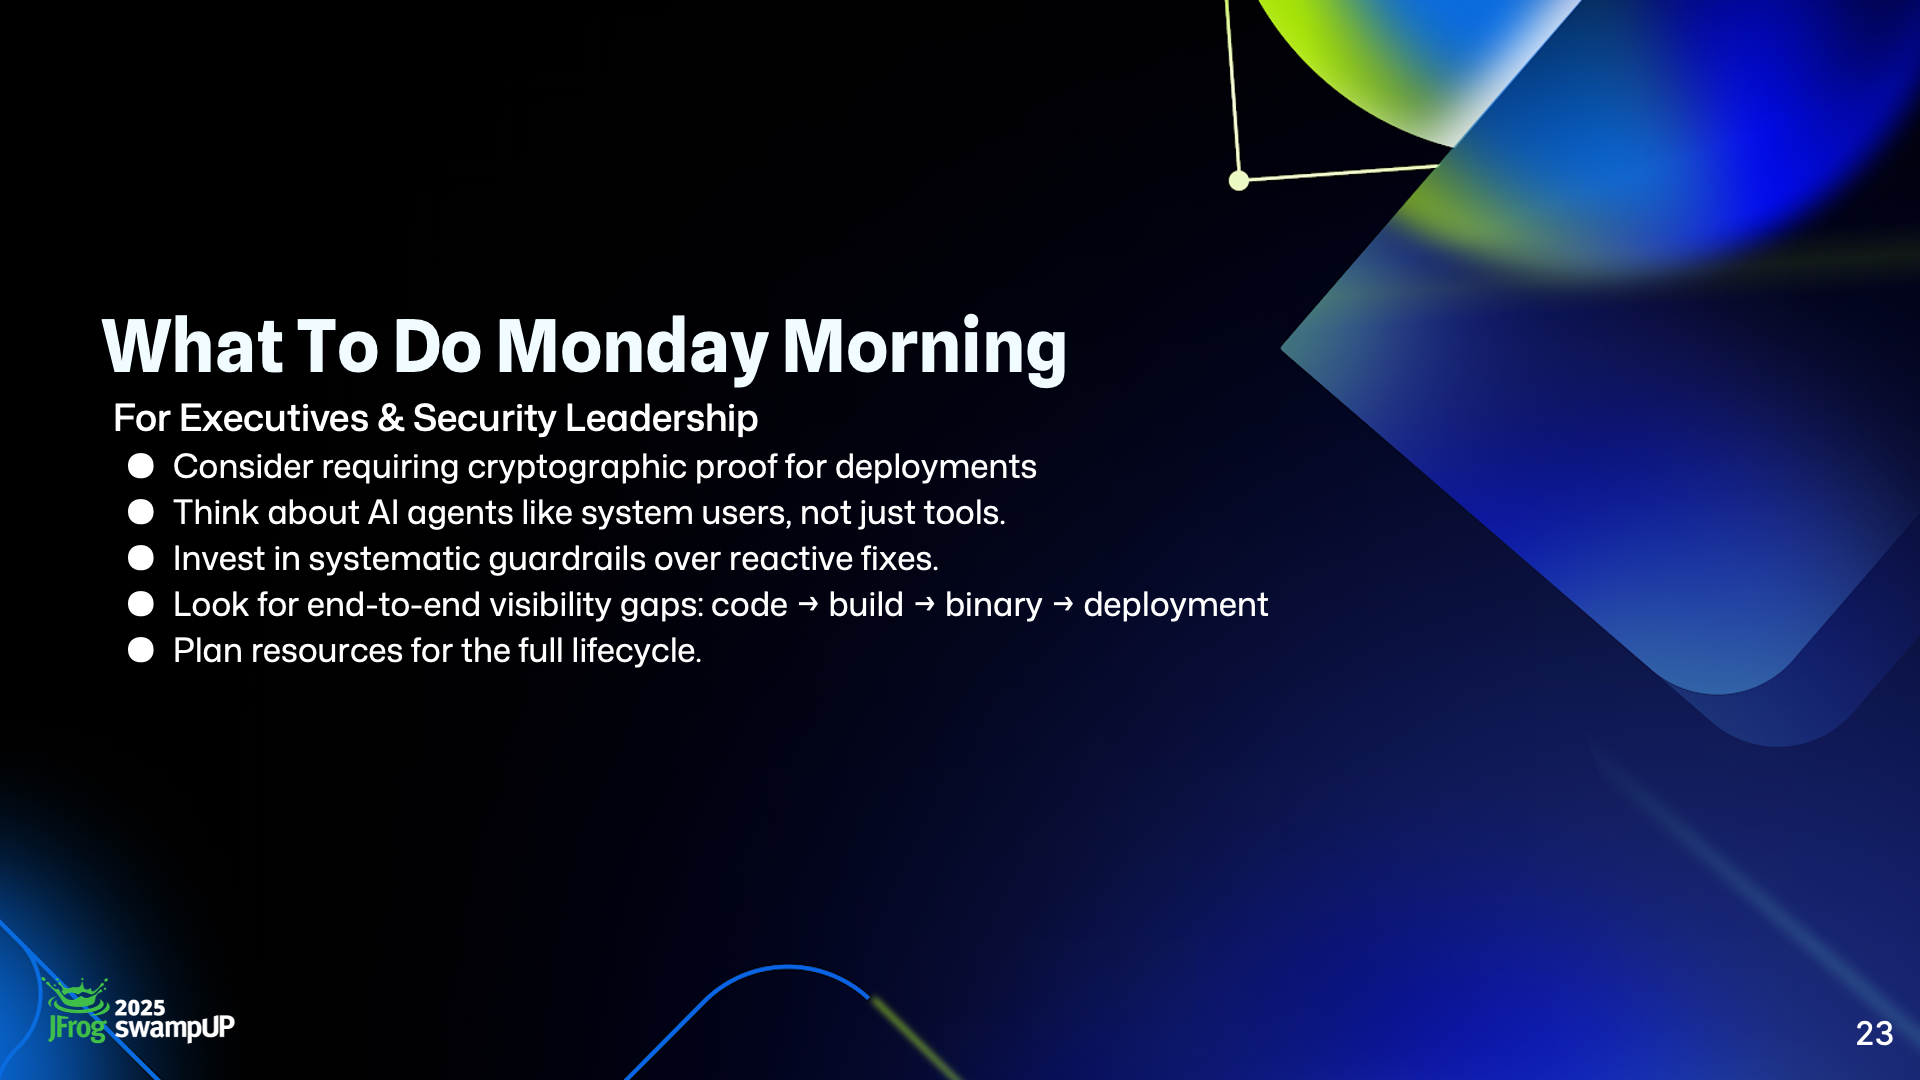 What To Do Monday Morning
For Executives & Security Leadership
● Consider requiring cryptographic proof for deployments
● Think about AI agents like system users, not just tools.
● Invest in systematic guardrails over reactive fixes.
● Look for end-to-end visibility gaps: code → build → binary → deployment
● Plan resources for the full lifecycle.
JFrog
2025
swampUP
23